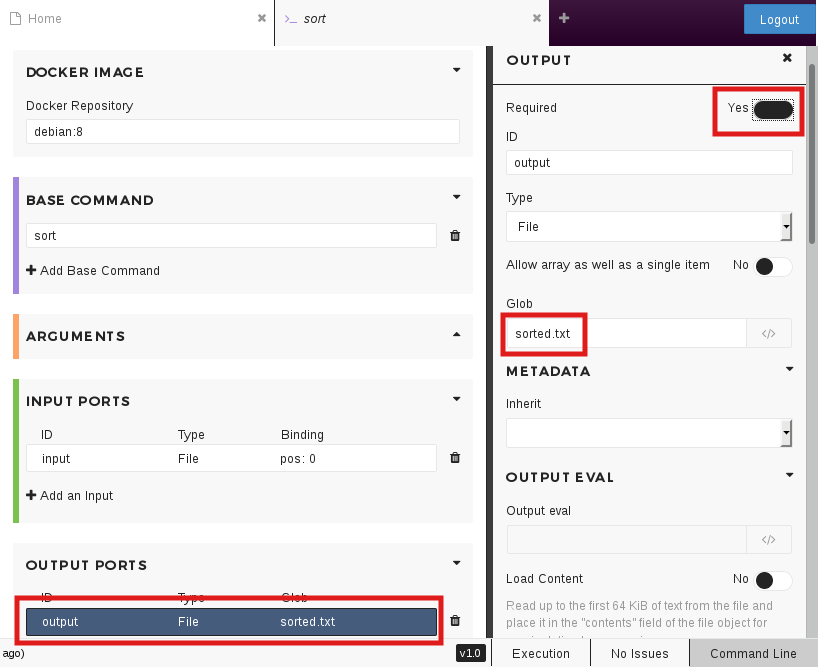 Home
>_ sort
Logout
DOCKER IMAGE
Docker Repository
debian:8
BASE COMMAND
sort
Add Base Command
ARGUMENTS
INPUT PORTS
ID Type Binding
input File pos: 0
Add an Input
OUTPUT PORTS
ID Type Glob
output File sorted.txt
OUTPUT
Required Yes
ID
output
Type
File
Allow array as well as a single item No
Glob
sorted.txt </>
METADATA
Inherit
OUTPUT EVAL
Output eval
</>
Load Content No
Read up to the first 64 KiB of text from the file and
place it in the "contents" field of the file object for
ago) v1.0 Execution No Issues Command Line